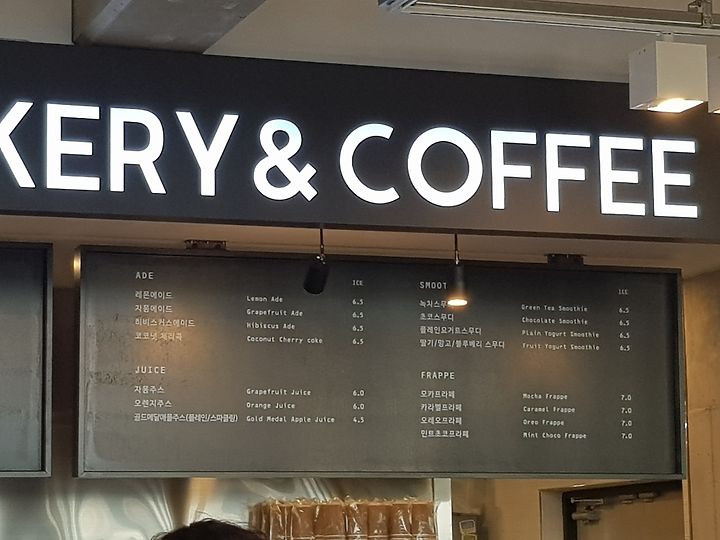 KERY & COFFEE
ADE ICE
레몬에이드 Lemon Ade 6.5
자몽에이드 Grapefruit Ade 6.5
히비스커스에이드 Hibiscus Ade 6.5
코코넛 체리콕 Coconut Cherry coke 6.5
JUICE
자몽주스 Grapefruit Juice 6.0
오렌지주스 Orange Juice 6.0
골드메달애플주스(플레인/스파클링) Gold Medal Apple Juice 4.5
SMOOT ICE
녹차스무디 Green Tea Smoothie 6.5
초코스무디 Chocolate Smoothie 6.5
플레인요거트스무디 Plain Yogurt Smoothie 6.5
딸기/망고/블루베리 스무디 Fruit Yogurt Smoothie 6.5
FRAPPE
모카프라페 Mocha Frappe 7.0
카라멜프라페 Caramel Frappe 7.0
오레오프라페 Oreo Frappe 7.0
민트초코프라페 Mint Choco Frappe 7.0